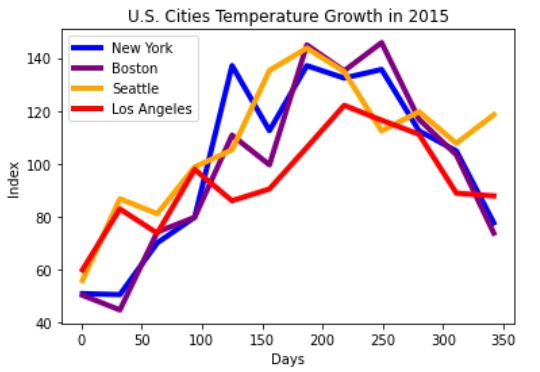 U.S. Cities Temperature Growth in 2015
New York
Boston
Seattle
Los Angeles
140
120
100
80
60
40
Index
0 50 100 150 200 250 300 350
Days